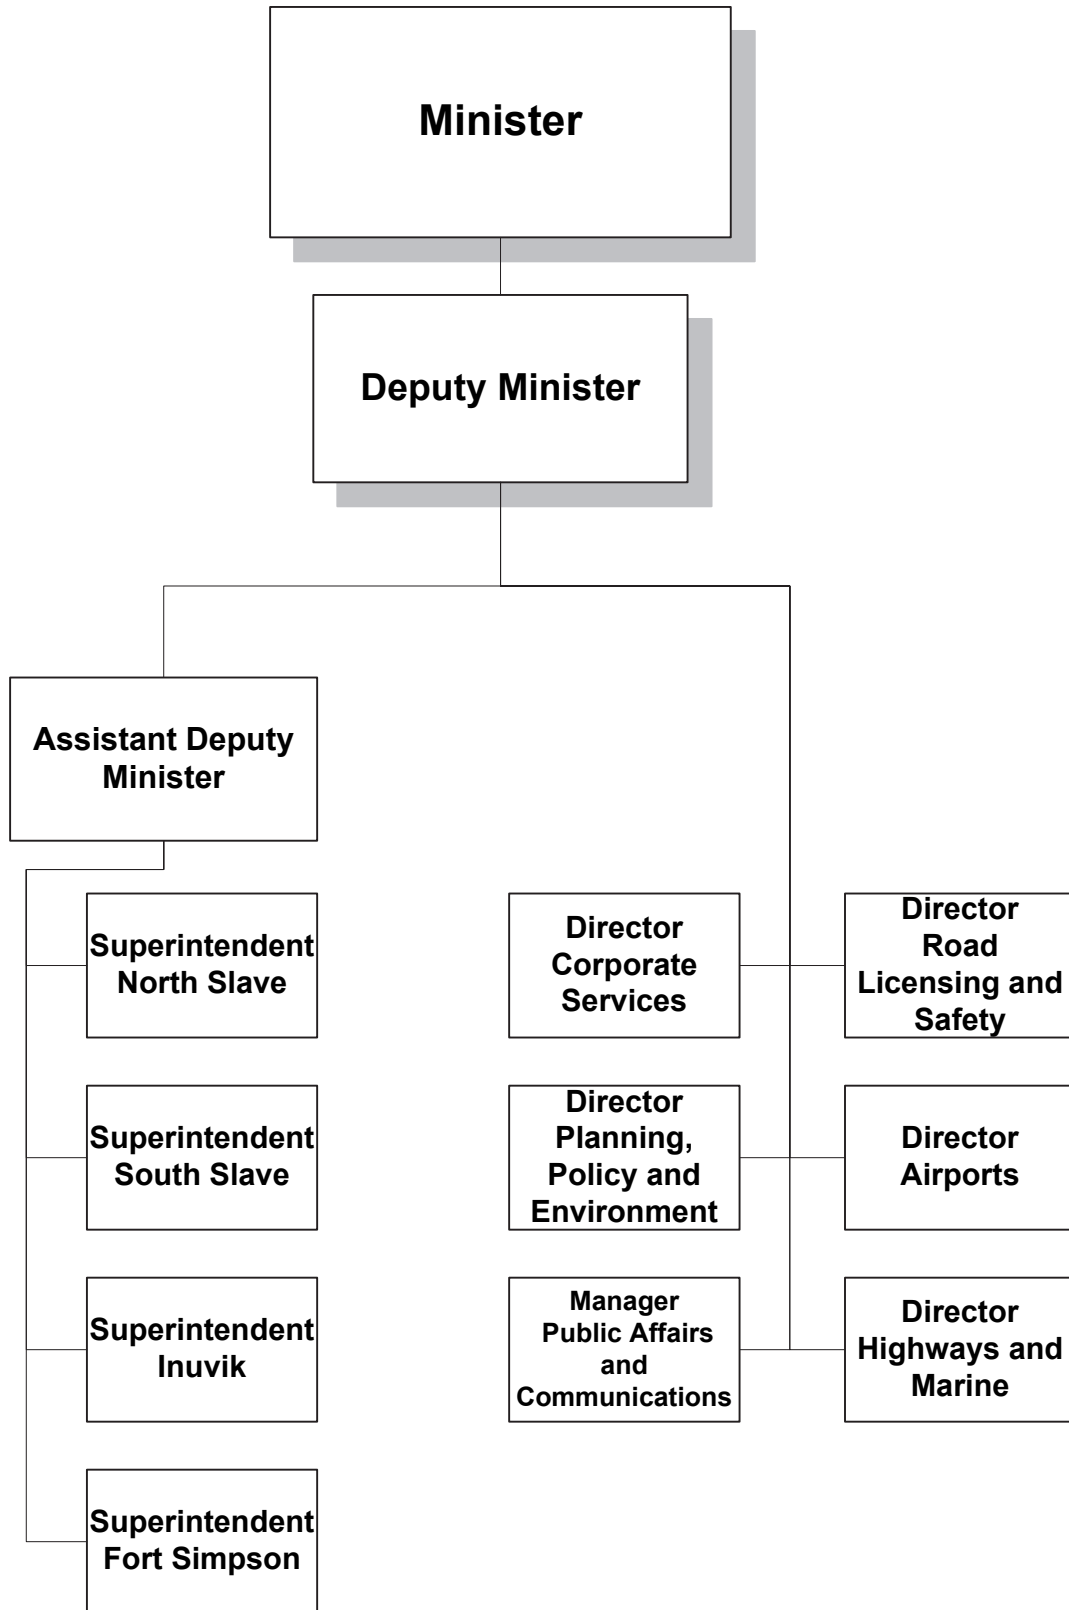 Minister
Deputy Minister
Assistant Deputy
Minister
Superintendent
North Slave
Superintendent
South Slave
Superintendent
Inuvik
Superintendent
Fort Simpson
Director
Corporate
Services
Director
Planning,
Policy and
Environment
Manager
Public Affairs
and
Communications
Director
Road
Licensing and
Safety
Director
Airports
Director
Highways and
Marine